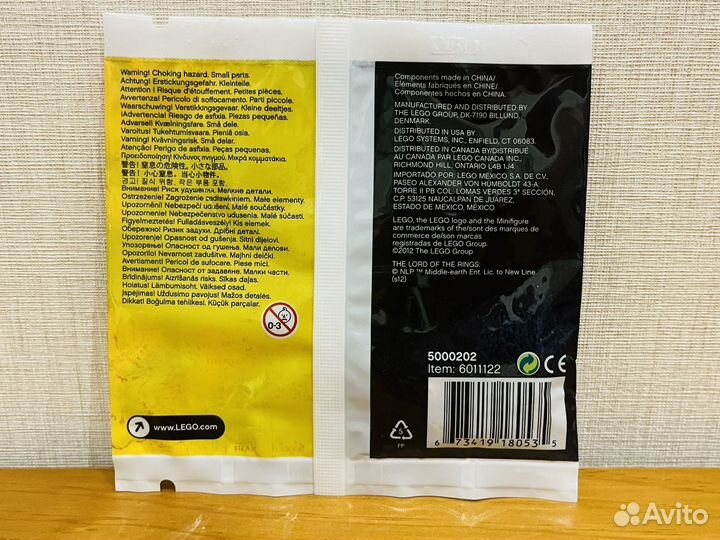 Warning! Choking hazard. Small parts.
Achtung! Erstickungsgefahr. Kleinteile.
Attention ! Risque d'étouffement. Petites pièces.
Avvertenza! Pericolo di soffocamento. Parti piccole.
Waarschuwing! Verstikkingsgevaar. Kleine deeltjes.
¡Advertencia! Riesgo de asfixia. Piezas pequeñas.
Advarsel! Kvælningsfare. Små dele.
Varoitus! Tukehtumisvaara. Pieniä osia.
Varning! Kvävningsrisk. Små delar.
Atenção! Perigo de asfixia. Peças pequenas.
Προειδοποίηση! Κίνδυνος πνιγμού. Μικρά κομματάκια.
警告! 窒息の危険性。小さな部品。
警告! 小心窒息。当心小物件。
경고! 질식 위험. 작은 부품 포함.
Внимание! Риск удушения. Мелкие детали.
Ostrzeżenie! Zagrożenie zadławieniem. Małe elementy.
Upozornění! Nebezpečí udušení. Malé součástky.
Upozornenie! Nebezpečenstvo udusenia. Malé súčasti.
Figyelmeztetés! Fulladásveszély! Kis elemek.
Обережно! Ризик задухи. Дрібні деталі.
Upozorenje! Opasnost od gušenja. Sitni dijelovi.
Упозорење! Опасност од гушења. Мали делови.
Opozorilo! Nevarnost zadušitve. Majhni delčki.
Avertisment! Pericol de sufocare. Piese mici.
Внимание! Опасност от задавяне. Малки части.
Brīdinājums! Aizrīšanās risks. Sīkas daļas.
Hoiatus! Lämbumisoht. Väiksed osad.
Įspėjimas! Uždusimo pavojus! Mažos detalės.
Dikkat! Boğulma tehlikesi. Küçük parçalar.
0-3
www.LEGO.com
Components made in CHINA/
Eléments fabriqués en CHINE/
Componentes hechos en CHINA.
MANUFACTURED AND DISTRIBUTED BY
THE LEGO GROUP, DK-7190 BILLUND,
DENMARK.
DISTRIBUTED IN USA BY
LEGO SYSTEMS, INC., ENFIELD, CT 06083.
DISTRIBUTED IN CANADA BY/DISTRIBUÉ
AU CANADA PAR LEGO CANADA INC.,
RICHMOND HILL, ONTARIO L4B 1J4.
IMPORTADO POR: LEGO MÉXICO S.A. DE C.V.
PASEO ALEXANDER VON HUMBOLDT 43-A,
TORRE II PB COL. LOMAS VERDES 3ª SECCIÓN,
C.P. 53125 NAUCALPAN DE JUÁREZ,
ESTADO DE MÉXICO, MÉXICO.
LEGO, the LEGO logo and the Minifigure
are trademarks of the/sont des marques de
commerce de/son marcas
registradas de LEGO Group.
©2012 The LEGO Group.
THE LORD OF THE RINGS:
© NLP ™ Middle-earth Ent. Lic. to New Line.
(s12)
5000202
Item: 6011122
CE
5
PP
6 73419 18053 5
Avito